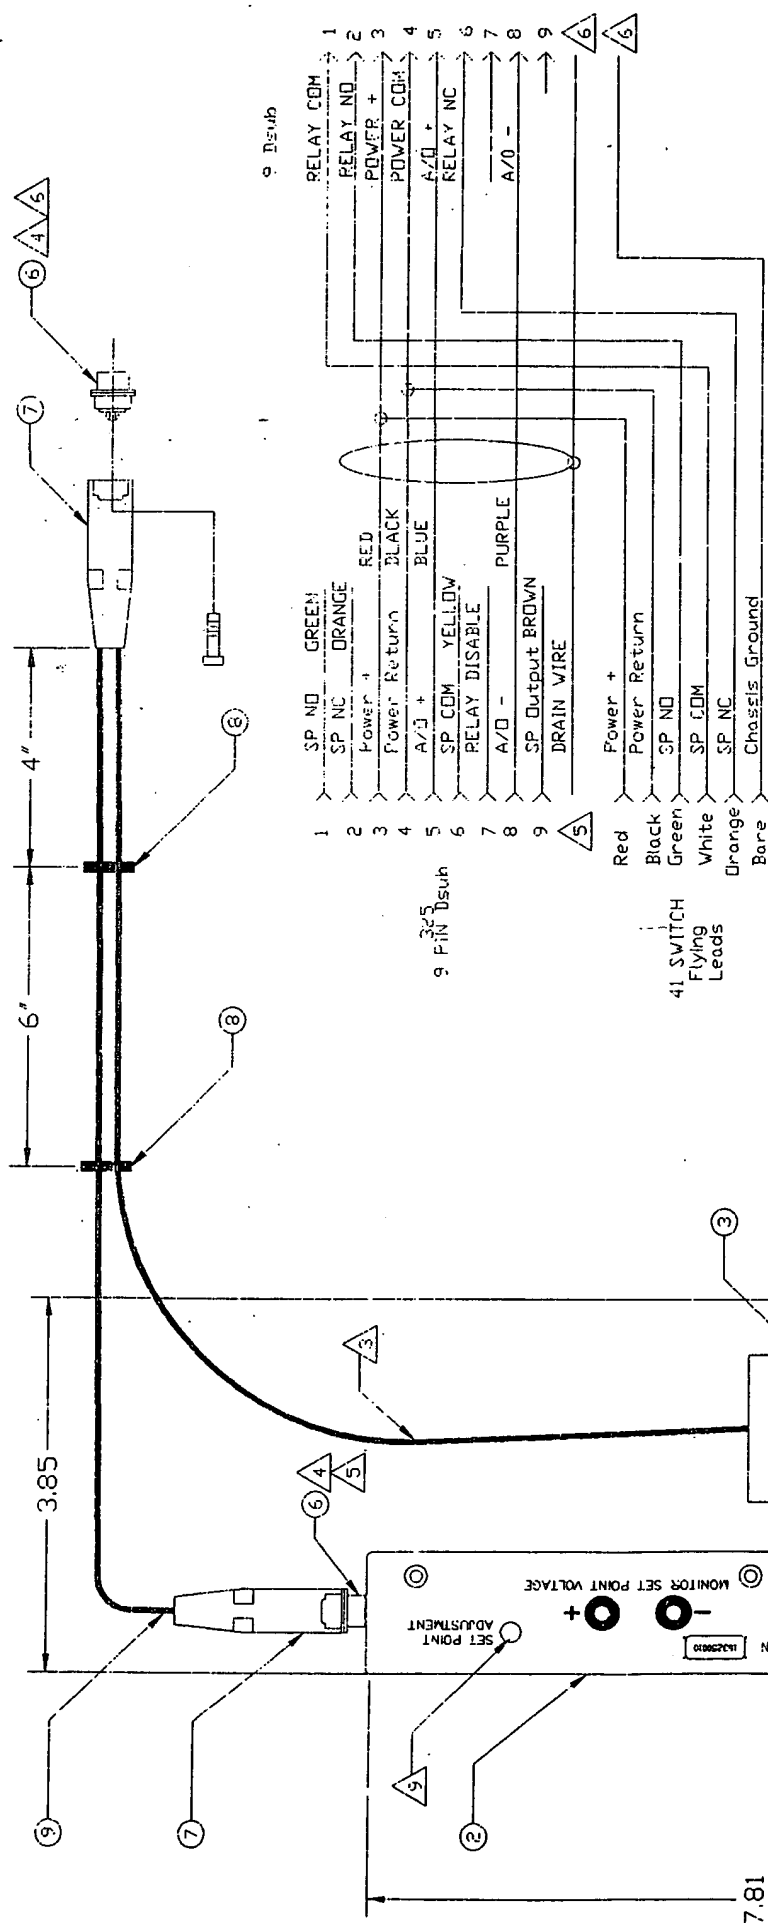 9 Dsub
RELAY COM 1
RELAY NO 2
POWER + 3
POWER COM 4
A/O + 5
RELAY NC 6
7
A/O - 8
9
6
6
6
4
6
7
4"
8
6"
8
1 SP NO GREEN
2 SP NC ORANGE
3 Power + RED
4 Power Return BLACK
5 A/O + BLUE
6 SP COM YELLOW
7 RELAY DISABLE
8 A/O - PURPLE
9 SP Output BROWN
5 DRAIN WIRE
325
9 PIN Dsub
Red Power +
Black Power Return
Green SP NO
White SP COM
Orange SP NC
Bare Chassis Ground
41 SWITCH
Flying
Leads
3.85
3
3
4
5
6
9
7
9
2
SET POINT
ADJUSTMENT
MONITOR SET POINT VOLTAGE
+
-
N
7.81